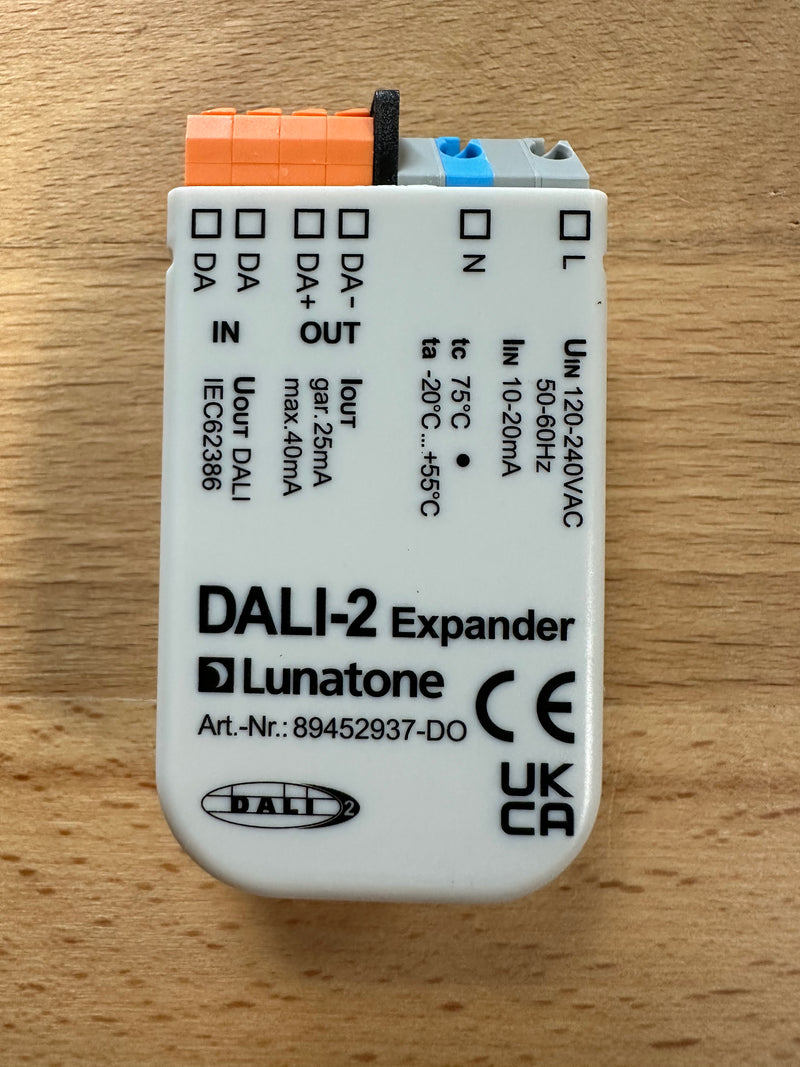 DA
DA
DA+
DA-
N
L
IN
OUT
UOUT DALI
IEC62386
IOUT
gar. 25mA
max.40mA
tc 75°C
ta -20°C...+55°C
UIN 120-240VAC
50-60Hz
IIN 10-20mA
DALI-2 Expander
Lunatone
Art.-Nr.: 89452937-DO
CE
UK
CA
DALI 2